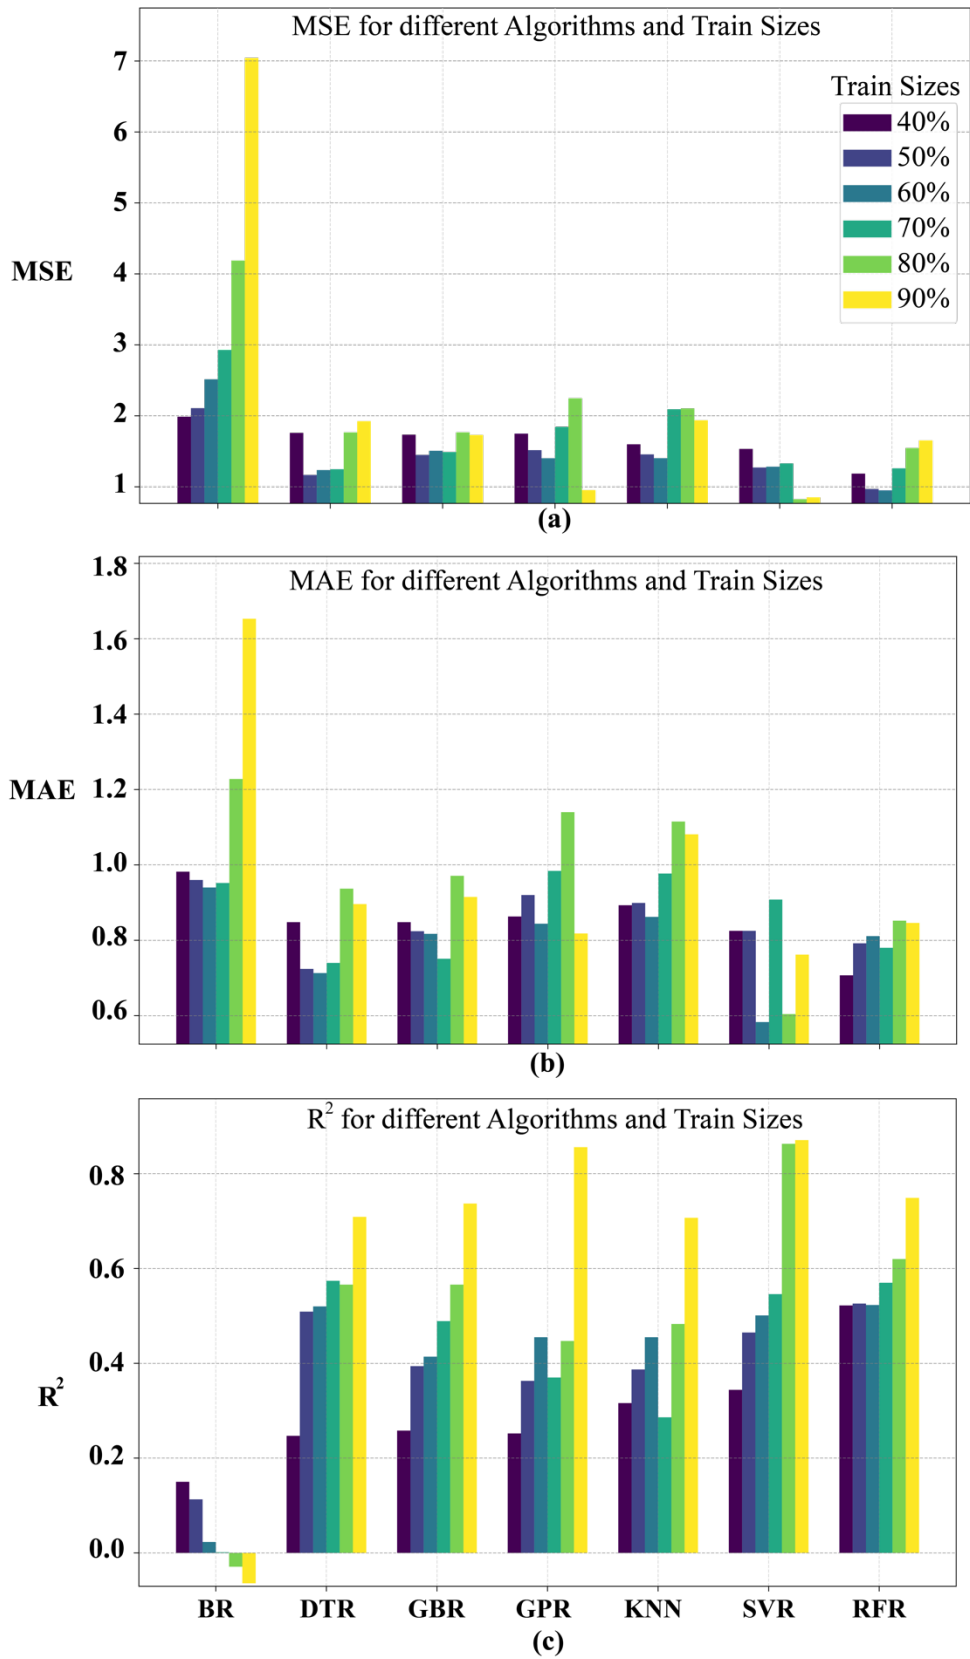 MSE for different Algorithms and Train Sizes
7
6
5
4
3
2
1
MSE
Train Sizes
40%
50%
60%
70%
80%
90%
(a)
MAE for different Algorithms and Train Sizes
1.8
1.6
1.4
1.2
1.0
0.8
0.6
MAE
(b)
R² for different Algorithms and Train Sizes
0.8
0.6
0.4
0.2
0.0
R²
BR DTR GBR GPR KNN SVR RFR
(c)